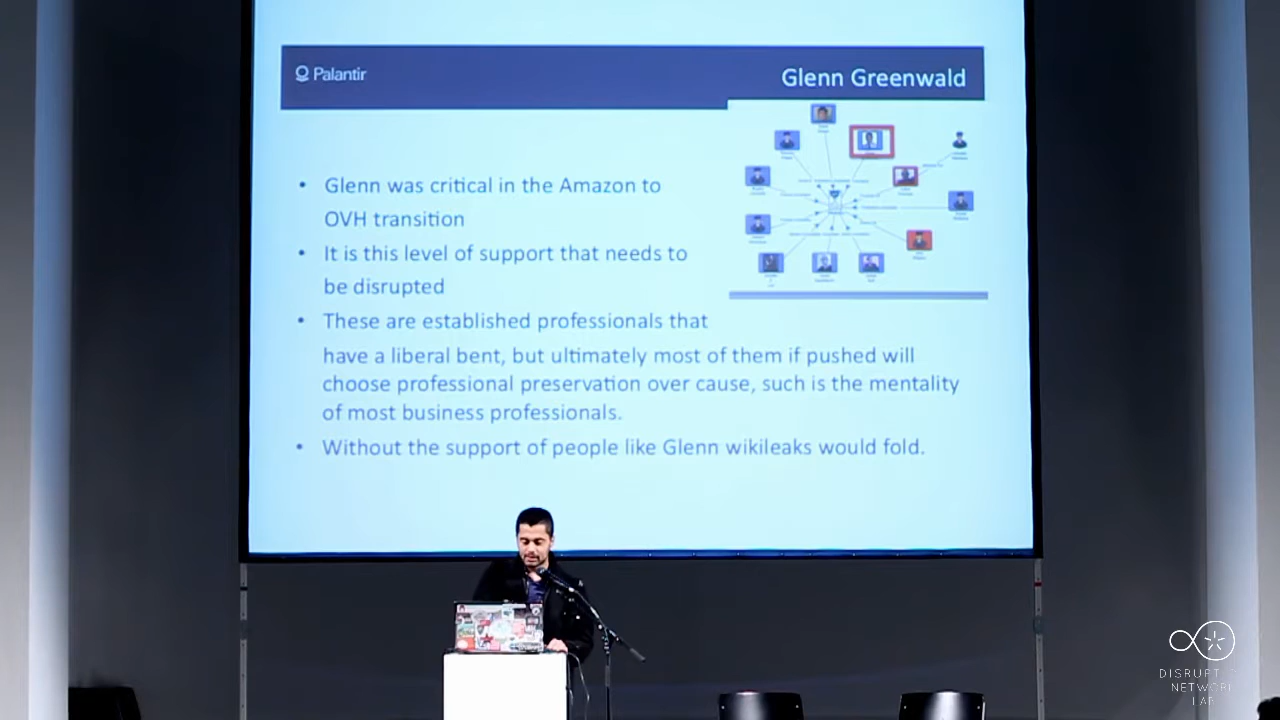 Palantir
Glenn Greenwald
• Glenn was critical in the Amazon to
OVH transition
• It is this level of support that needs to
be disrupted
• These are established professionals that
have a liberal bent, but ultimately most of them if pushed will
choose professional preservation over cause, such is the mentality
of most business professionals.
• Without the support of people like Glenn wikileaks would fold.
NETWORK
LAB